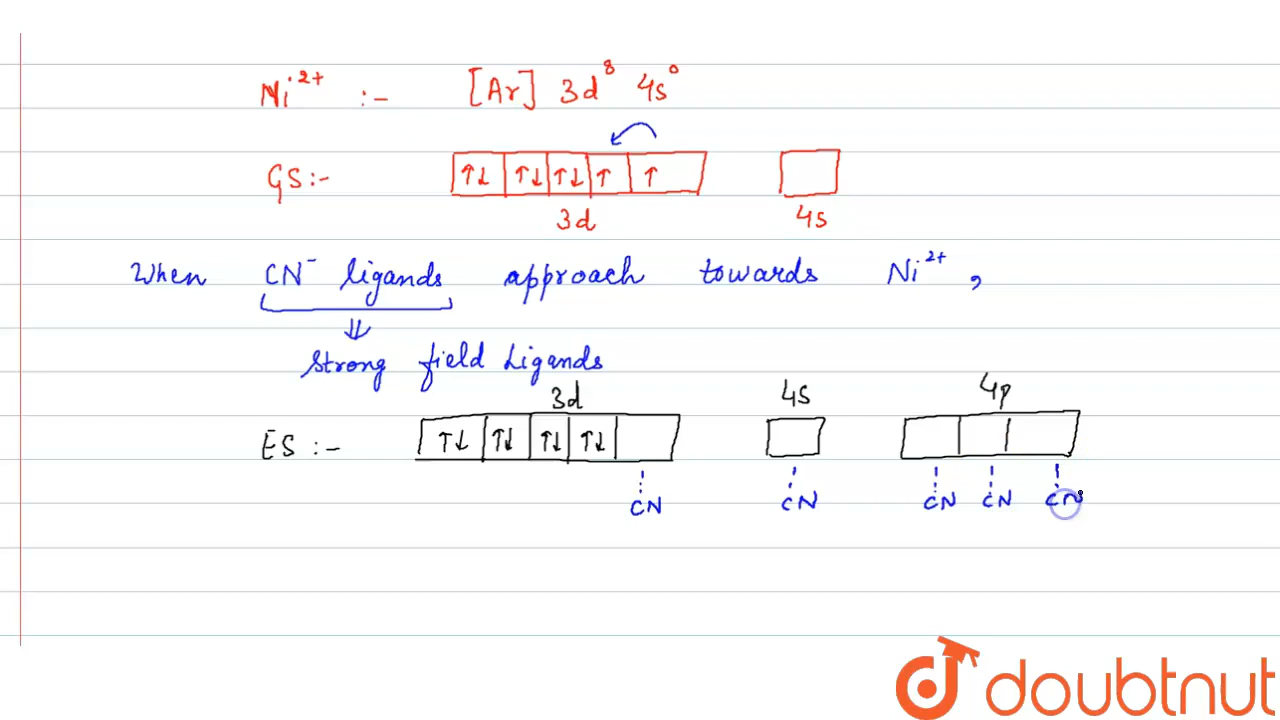 Ni²⁺ :- [Ar] 3d⁸ 4s⁰
GS:- ↑↓ ↑↓ ↑↓ ↑ ↑
3d 4s
When CN⁻ ligands approach towards Ni²⁺,
⇓
Strong field Ligands
3d 4s 4p
ES :- ↑↓ ↑↓ ↑↓ ↑↓
CN CN CN CN CN
doubtnut